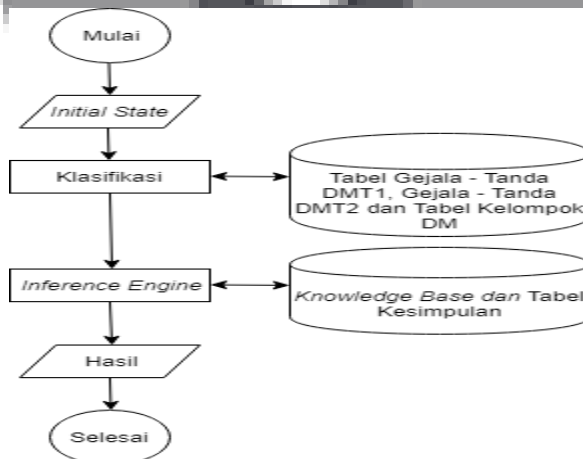 Mulai
Initial State
Klasifikasi
Tabel Gejala - Tanda
DMT1, Gejala - Tanda
DMT2 dan Tabel Kelompok
DM
Inference Engine
Knowledge Base dan Tabel
Kesimpulan
Hasil
Selesai